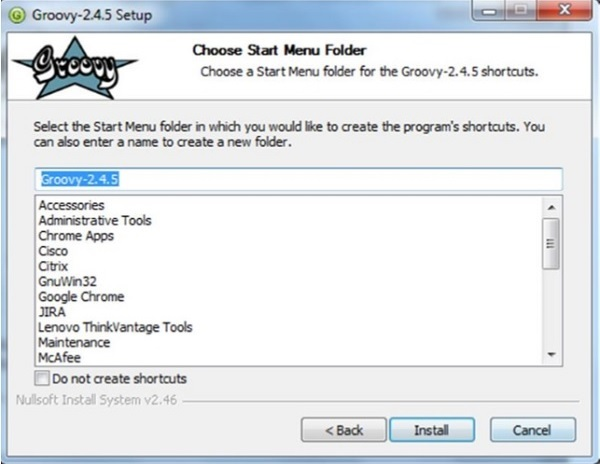 Groovy-2.4.5 Setup
Groovy
Choose Start Menu Folder
Choose a Start Menu folder for the Groovy-2.4.5 shortcuts.
Select the Start Menu folder in which you would like to create the program's shortcuts. You
can also enter a name to create a new folder.
Groovy-2.4.5
Accessories
Administrative Tools
Chrome Apps
Cisco
Citrix
GnuWin32
Google Chrome
JIRA
Lenovo ThinkVantage Tools
Maintenance
McAfee
Do not create shortcuts
Nullsoft Install System v2.46
< Back
Install
Cancel